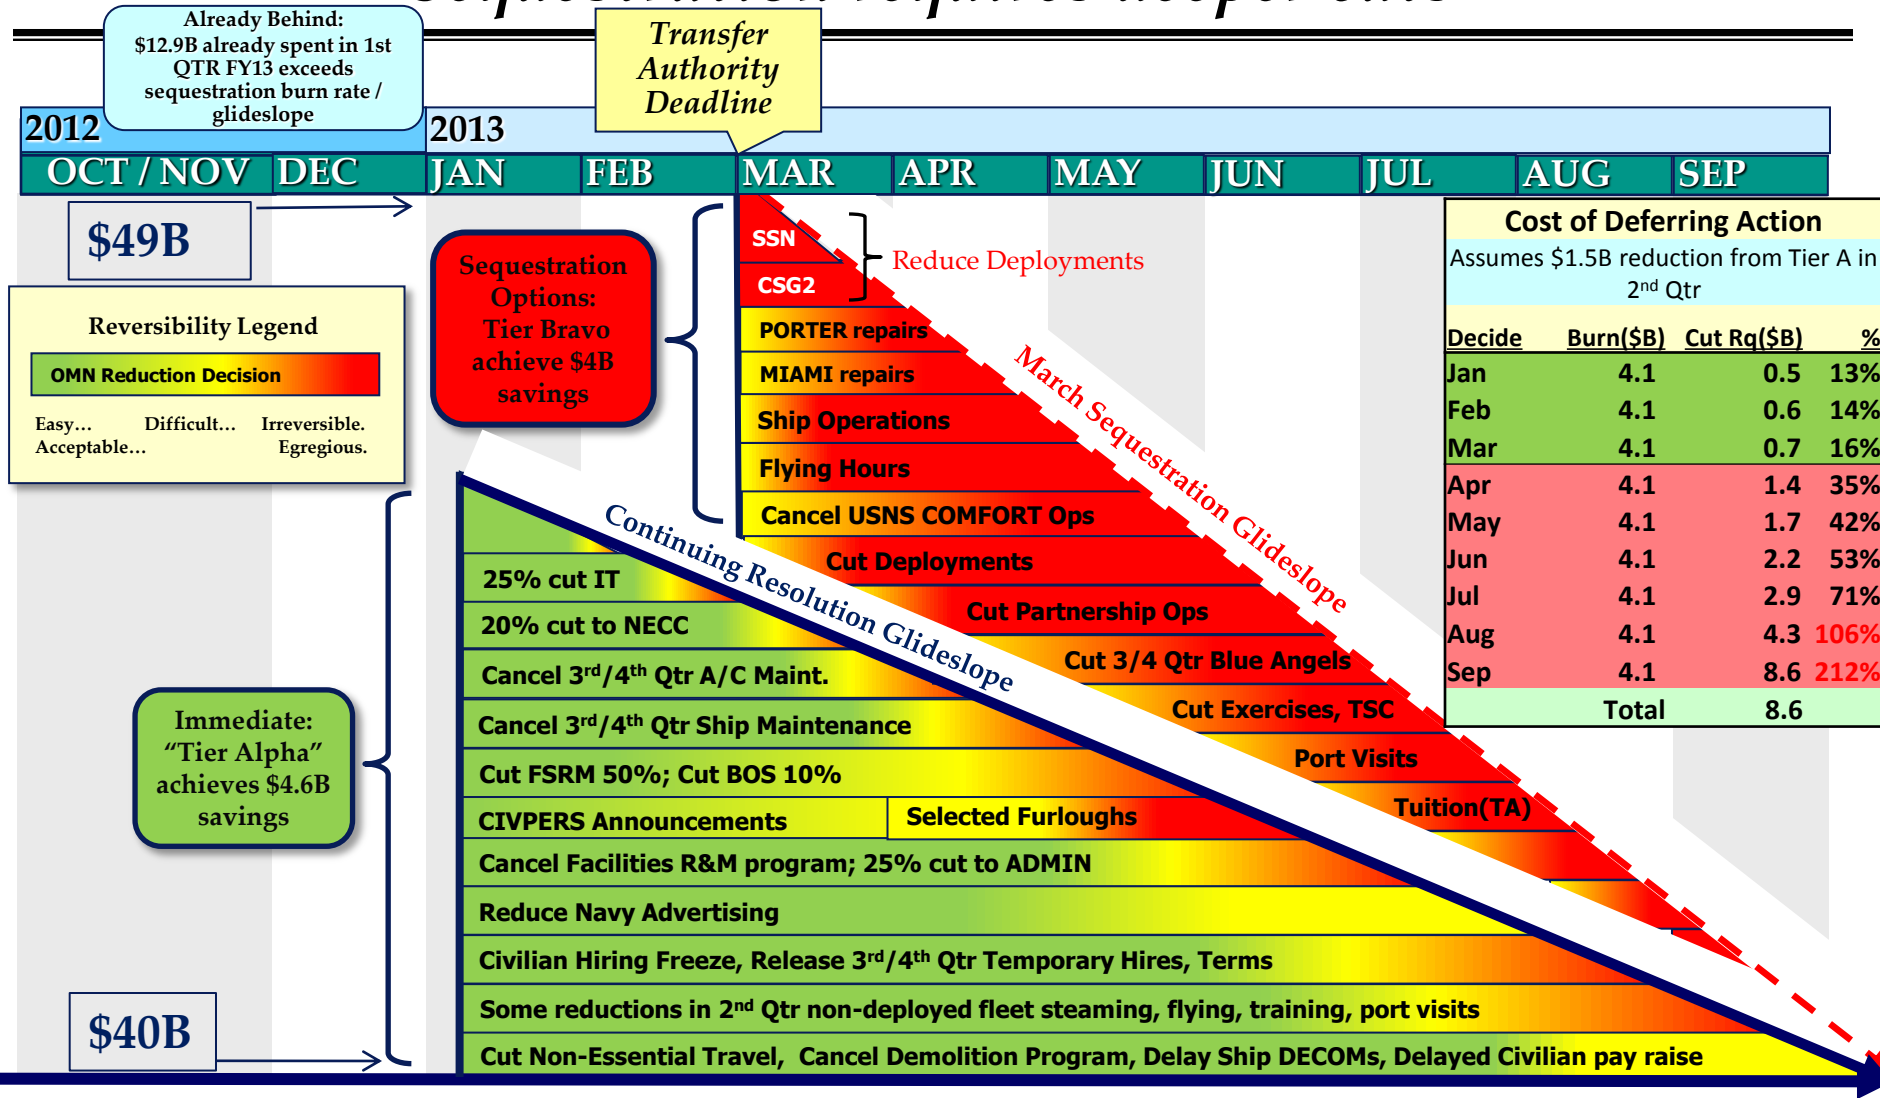 Already Behind:
$12.9B already spent in 1st
QTR FY13 exceeds
sequestration burn rate /
glideslope
Transfer
Authority
Deadline
2012
2013
OCT / NOV
DEC
JAN
FEB
MAR
APR
MAY
JUN
JUL
AUG
SEP
$49B
Reversibility Legend
OMN Reduction Decision
Easy… Difficult… Irreversible.
Acceptable… Egregious.
Sequestration
Options:
Tier Bravo
achieve $4B
savings
SSN
CSG2
Reduce Deployments
PORTER repairs
MIAMI repairs
Ship Operations
Flying Hours
Cancel USNS COMFORT Ops
Cut Deployments
Cut Partnership Ops
Cut 3/4 Qtr Blue Angels
Cut Exercises, TSC
Port Visits
Tuition(TA)
March Sequestration Glideslope
Continuing Resolution Glideslope
Cost of Deferring Action
Assumes $1.5B reduction from Tier A in
2nd Qtr
Decide Burn($B) Cut Rq($B) %
Jan 4.1 0.5 13%
Feb 4.1 0.6 14%
Mar 4.1 0.7 16%
Apr 4.1 1.4 35%
May 4.1 1.7 42%
Jun 4.1 2.2 53%
Jul 4.1 2.9 71%
Aug 4.1 4.3 106%
Sep 4.1 8.6 212%
Total 8.6
Immediate:
“Tier Alpha”
achieves $4.6B
savings
25% cut IT
20% cut to NECC
Cancel 3rd/4th Qtr A/C Maint.
Cancel 3rd/4th Qtr Ship Maintenance
Cut FSRM 50%; Cut BOS 10%
CIVPERS Announcements
Selected Furloughs
Cancel Facilities R&M program; 25% cut to ADMIN
Reduce Navy Advertising
Civilian Hiring Freeze, Release 3rd/4th Qtr Temporary Hires, Terms
Some reductions in 2nd Qtr non-deployed fleet steaming, flying, training, port visits
Cut Non-Essential Travel, Cancel Demolition Program, Delay Ship DECOMs, Delayed Civilian pay raise
$40B